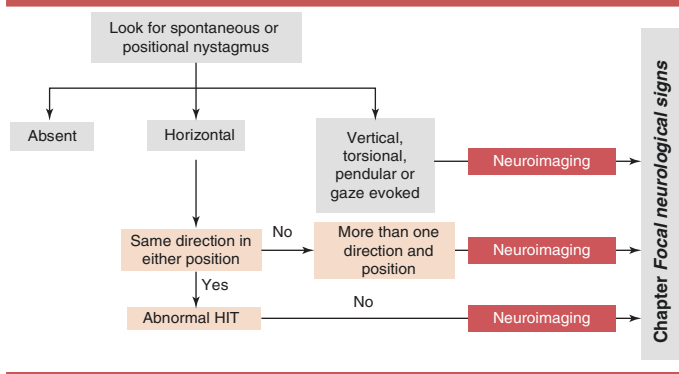 Look for spontaneous or
positional nystagmus
Absent
Horizontal
Vertical,
torsional,
pendular or
gaze evoked
Neuroimaging
Same direction in
either position
No
More than one
direction and
position
Neuroimaging
Yes
Abnormal HIT
No
Neuroimaging
Chapter Focal neurological signs